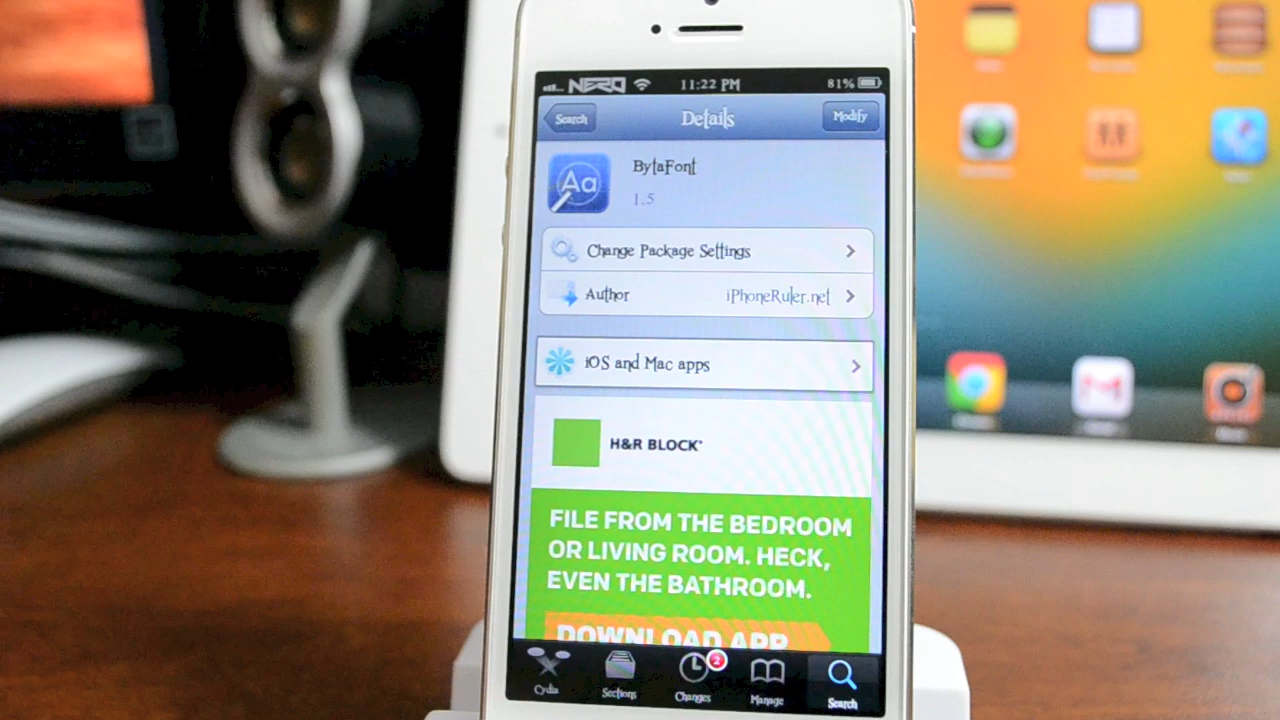 NERO 11:22 PM 81%
Search Details Modify
BytaFont
Aa
1.5
Change Package Settings
Author iPhoneRuler.net
iOS and Mac apps
H&R BLOCK®
FILE FROM THE BEDROOM
OR LIVING ROOM. HECK,
EVEN THE BATHROOM.
DOWNLOAD APP
2
Cydia Sections Changes Manage Search